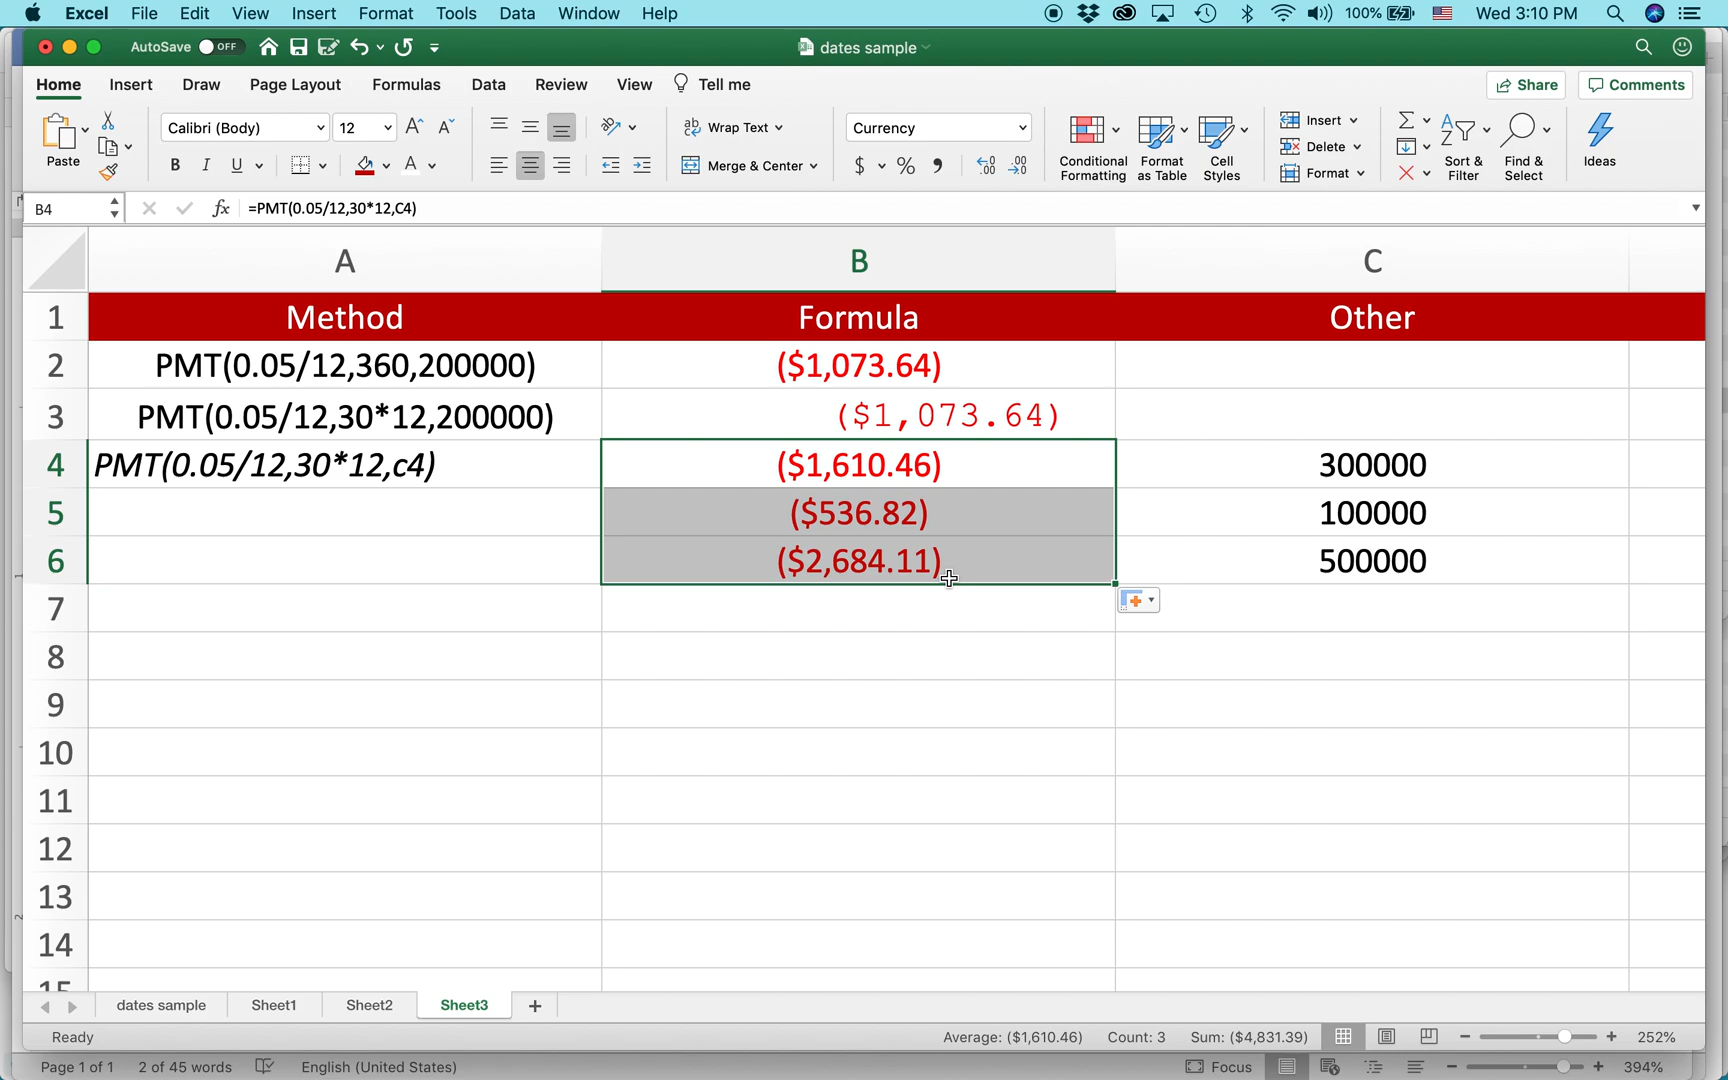 Excel File Edit View Insert Format Tools Data Window Help 100% Wed 3:10 PM
AutoSave OFF dates sample
Home Insert Draw Page Layout Formulas Data Review View Tell me Share Comments
Paste Calibri (Body) 12 A^ A˅ Wrap Text Currency Conditional Formatting Format as Table Cell Styles Insert Sort & Filter Find & Select Ideas
B I U A Merge & Center $ % Delete
Format
B4 fx =PMT(0.05/12,30*12,C4)
A B C
1 Method Formula Other
2 PMT(0.05/12,360,200000) ($1,073.64)
3 PMT(0.05/12,30*12,200000) ($1,073.64)
4 PMT(0.05/12,30*12,c4) ($1,610.46) 300000
5 ($536.82) 100000
6 ($2,684.11) 500000
7
8
9
10
11
12
13
14
15
dates sample Sheet1 Sheet2 Sheet3 +
Ready Average: ($1,610.46) Count: 3 Sum: ($4,831.39) 252%
Page 1 of 1 2 of 45 words English (United States) Focus 394%